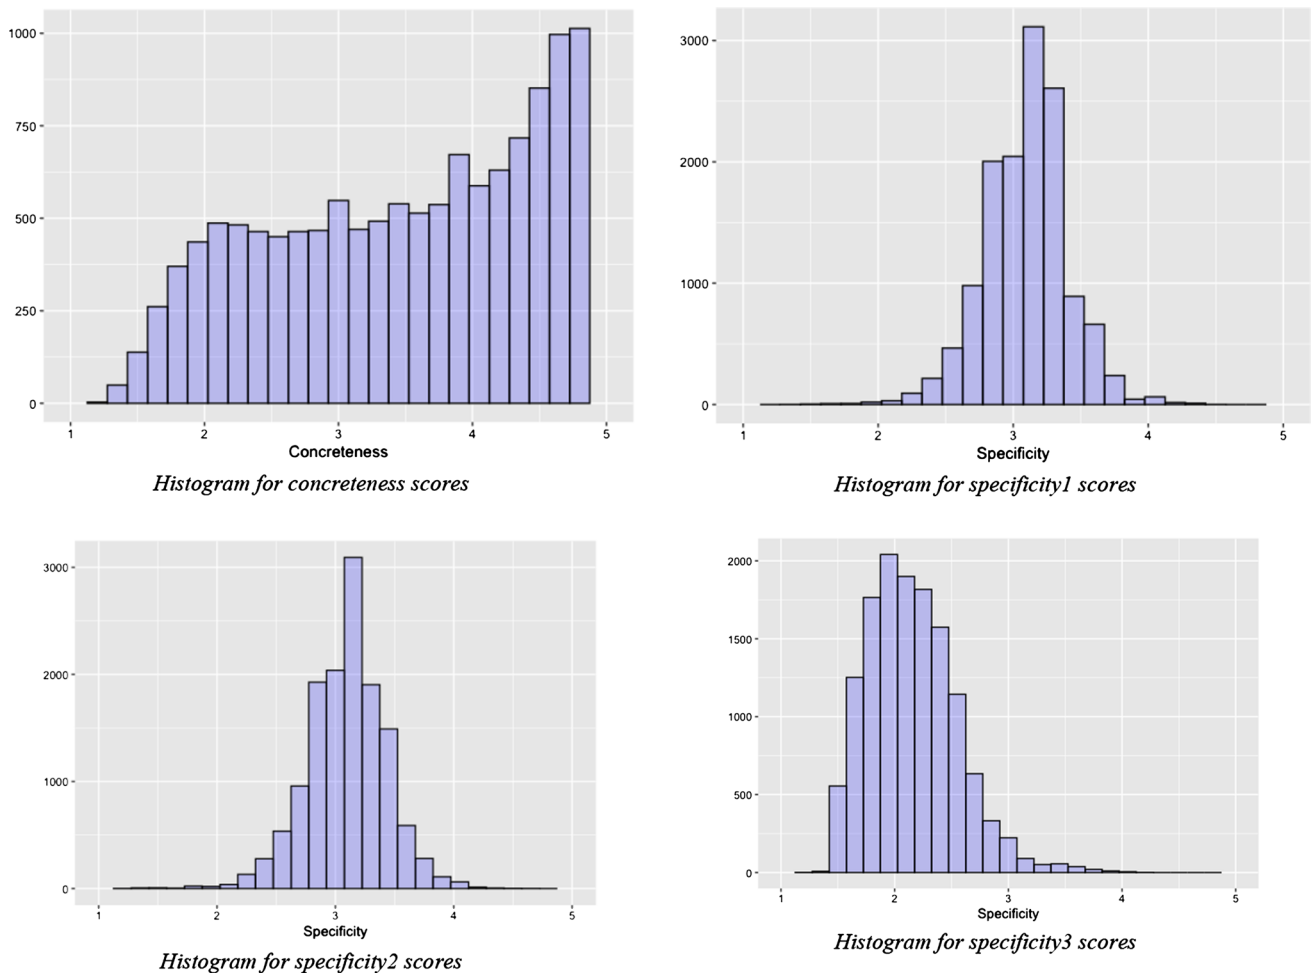 1000
750
500
250
0
1 2 3 4 5
Concreteness
Histogram for concreteness scores
3000
2000
1000
0
1 2 3 4 5
Specificity
Histogram for specificity1 scores
3000
2000
1000
0
1 2 3 4 5
Specificity
Histogram for specificity2 scores
2000
1500
1000
500
0
1 2 3 4 5
Specificity
Histogram for specificity3 scores